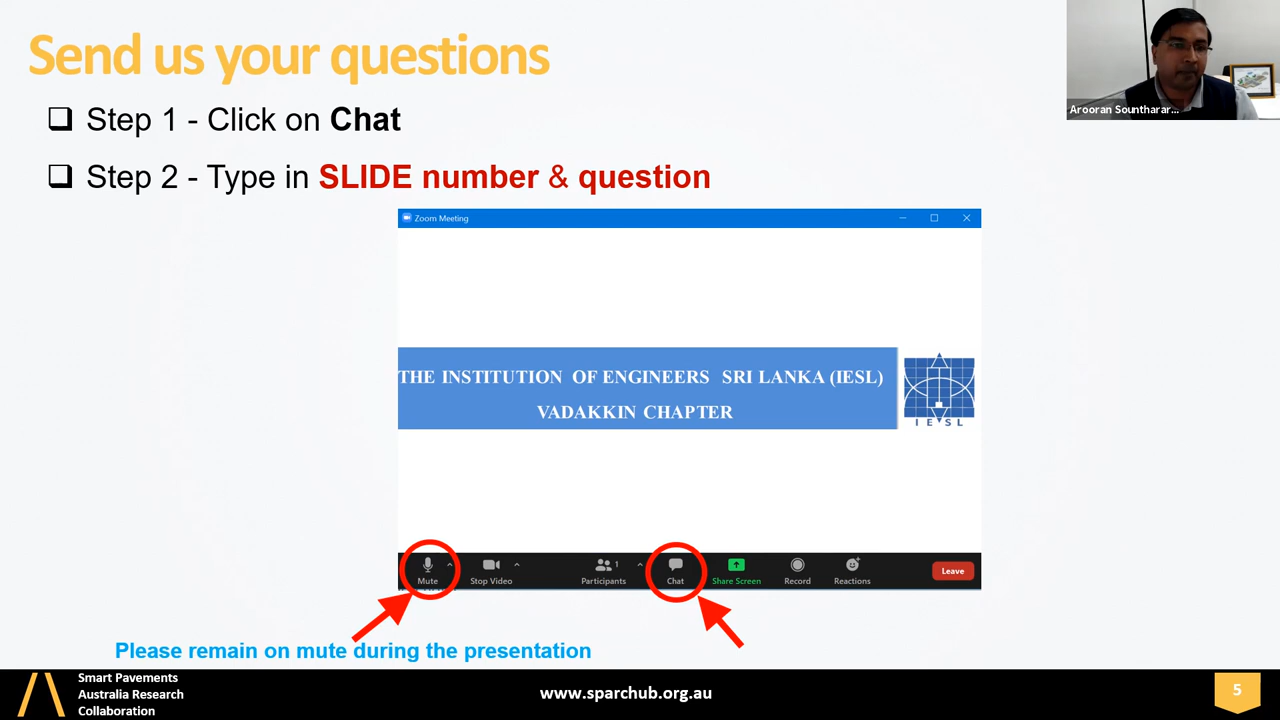 Send us your questions
Arooran Sountharar...
Step 1 - Click on Chat
Step 2 - Type in SLIDE number & question
Zoom Meeting
THE INSTITUTION OF ENGINEERS SRI LANKA (IESL)
VADAKKIN CHAPTER
IESL
Mute
Stop Video
Participants
1
Chat
Share Screen
Record
Reactions
Leave
Please remain on mute during the presentation
Smart Pavements
Australia Research
Collaboration
www.sparchub.org.au
5